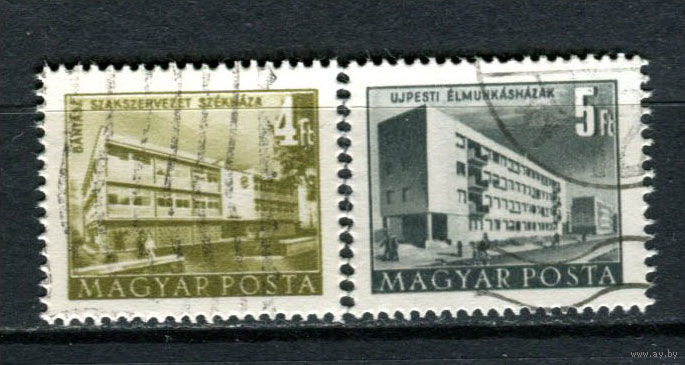 BÁNYÁSZ
SZAKSZERVEZET SZÉKHÁZA
4 Ft
MAGYAR POSTA
UJPESTI ÉLMUNKÁSHÁZAK
5 Ft
MAGYAR POSTA
www.ay.by